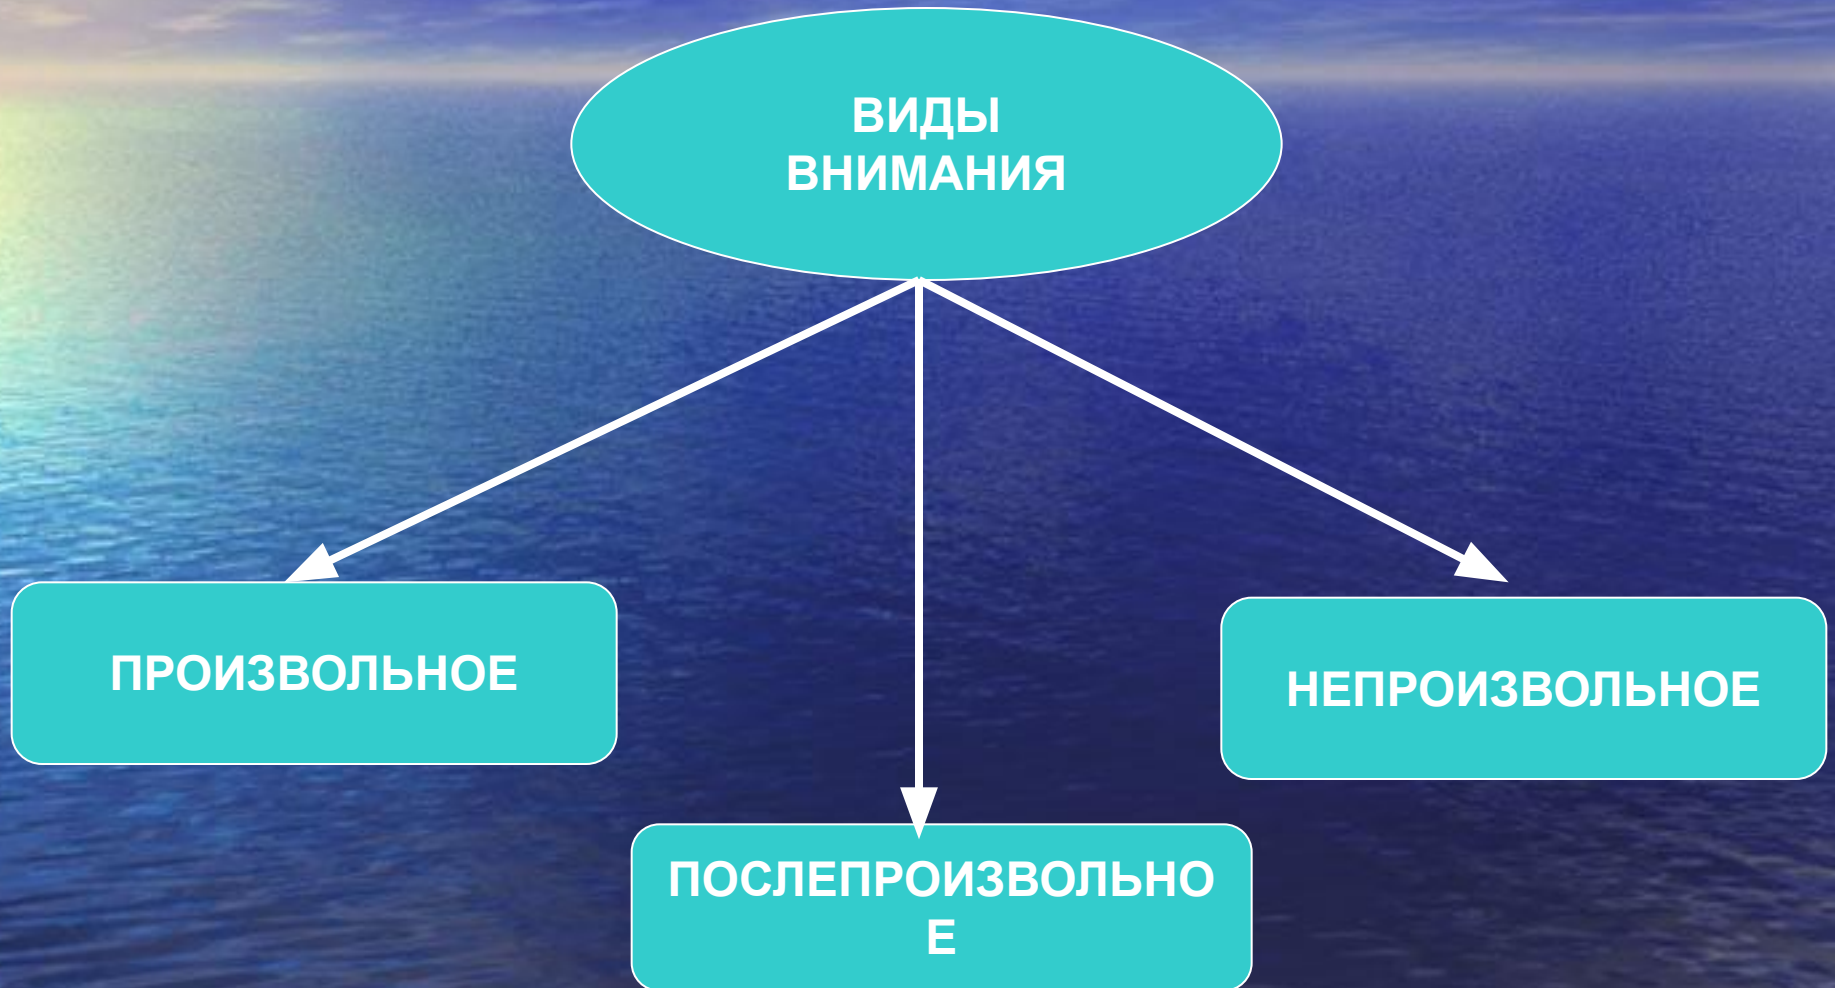 ВИДЫ
ВНИМАНИЯ
ПРОИЗВОЛЬНОЕ
НЕПРОИЗВОЛЬНОЕ
ПОСЛЕПРОИЗВОЛЬНО
Е